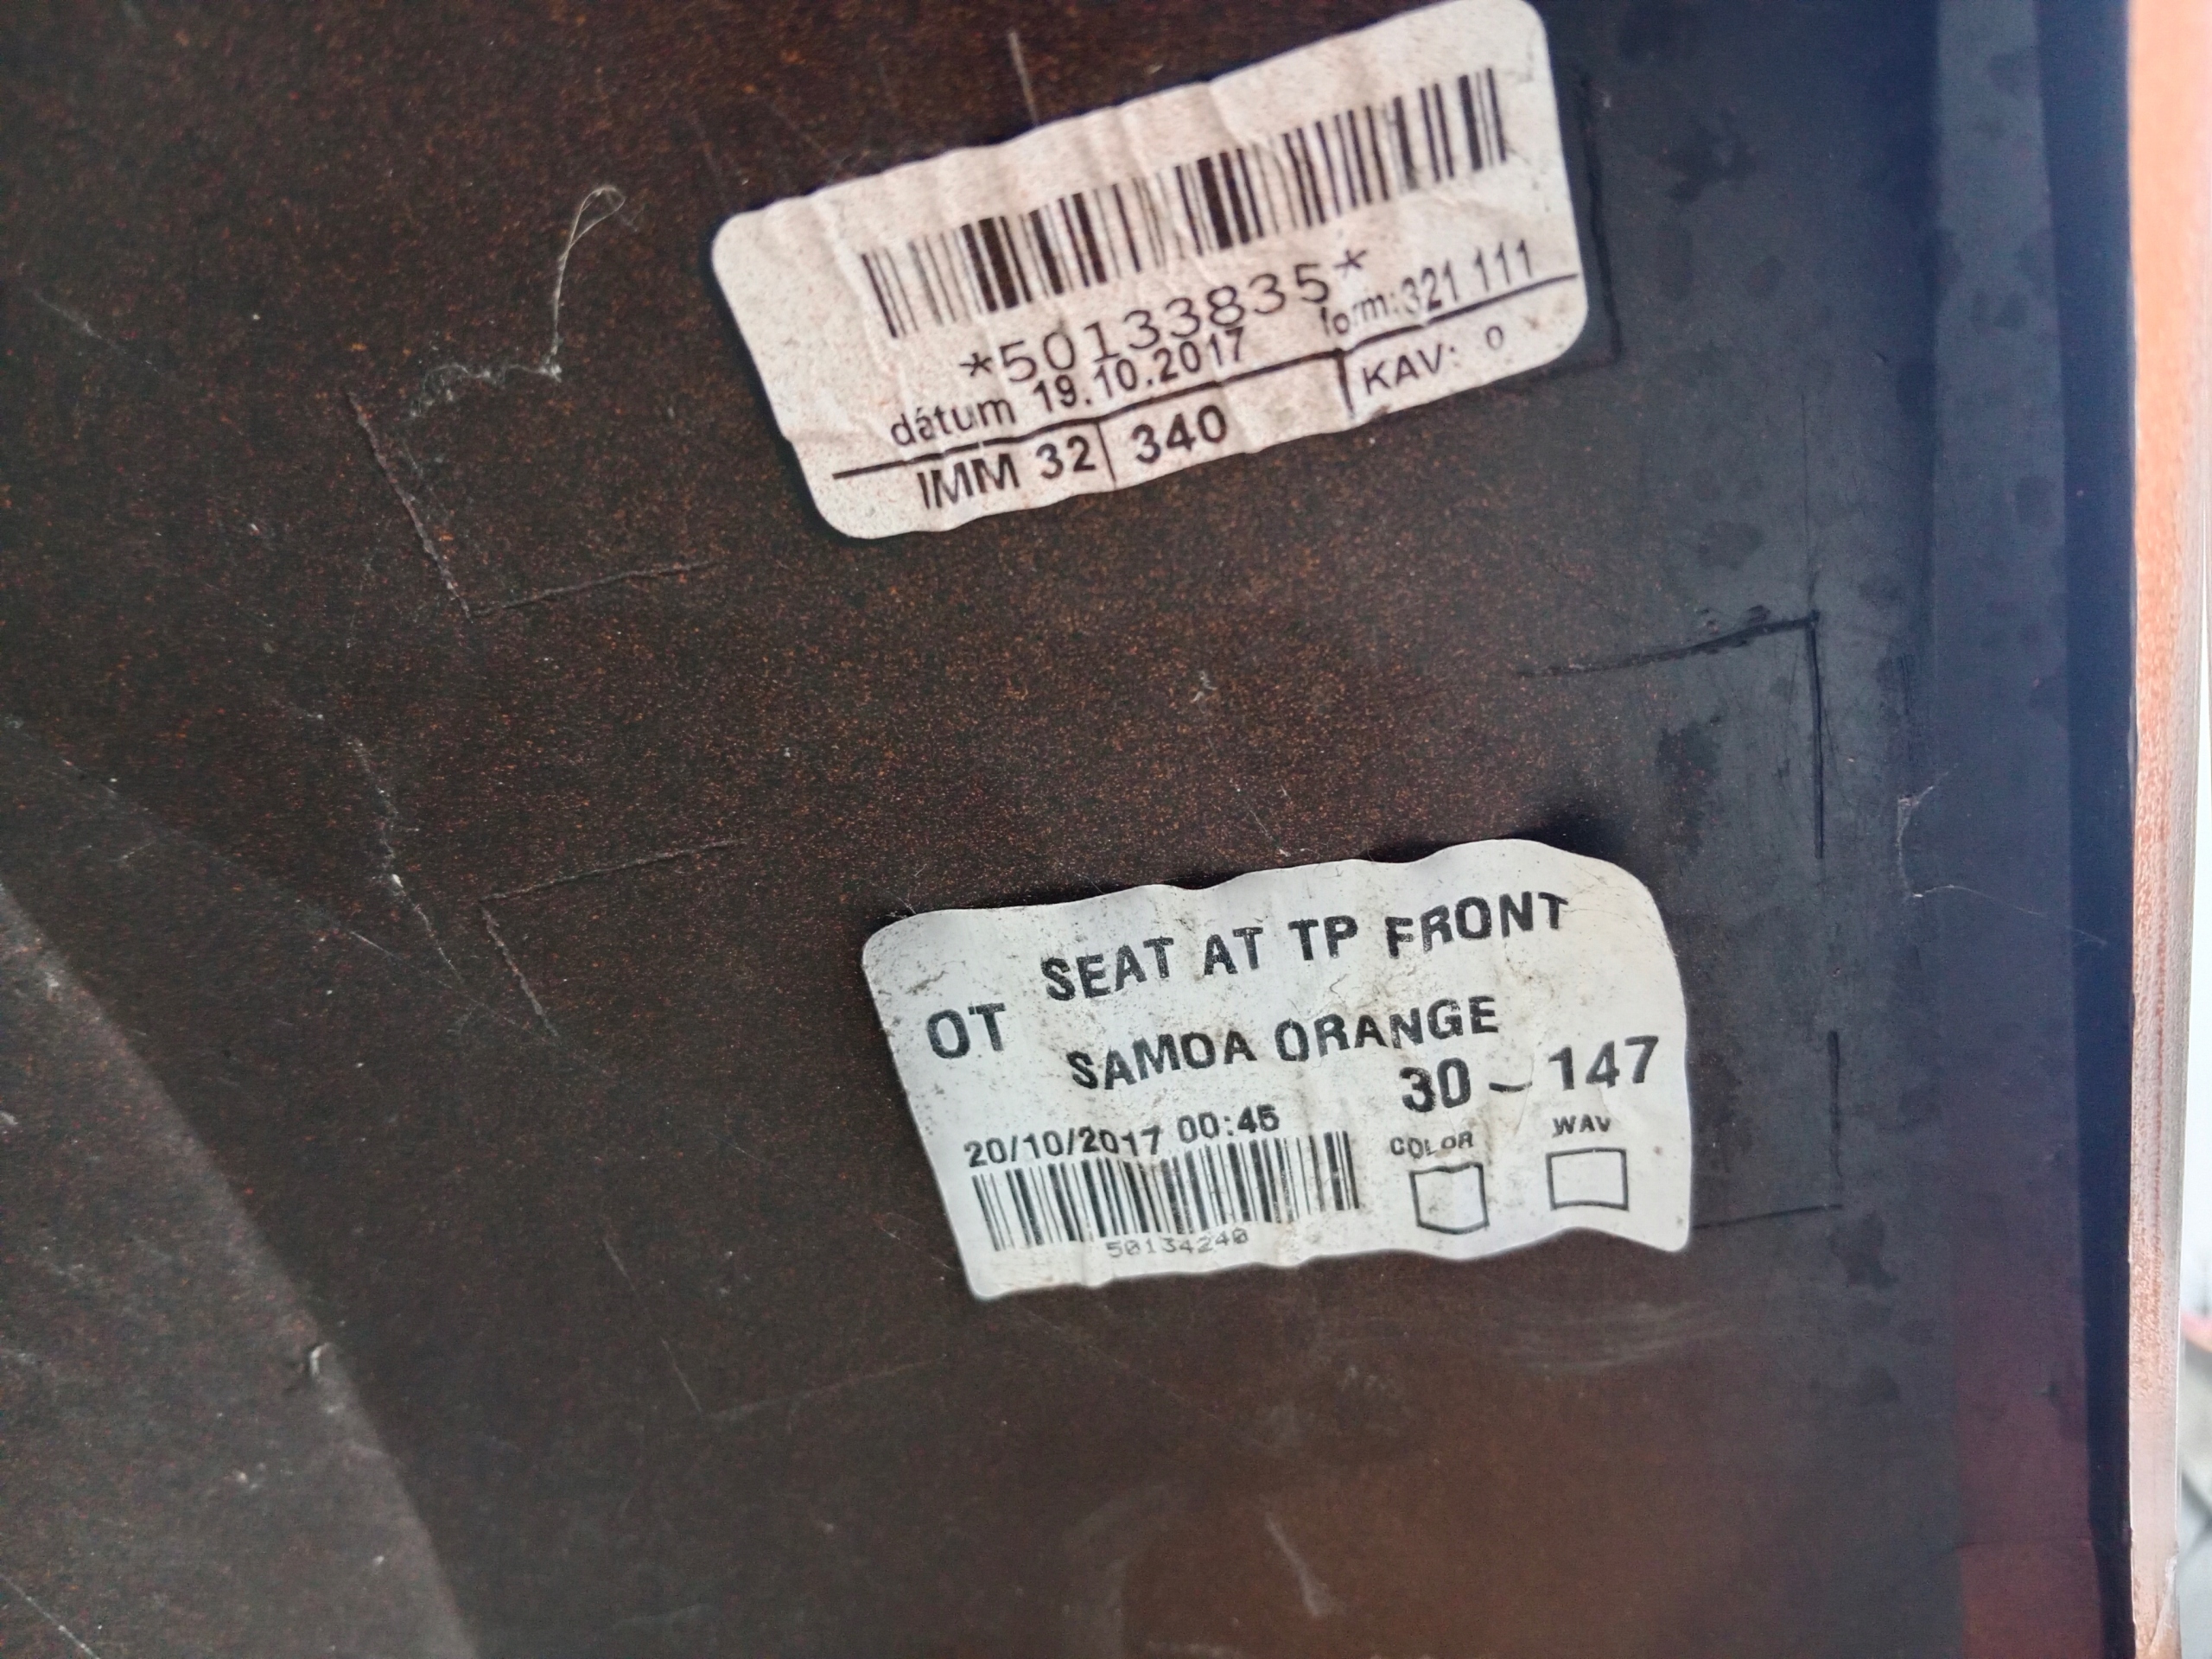 *50133835*
dátum 19.10.2017 form:321 111
IMM 32 340 KAV: 0
SEAT AT TP FRONT
OT SAMOA ORANGE
30 - 147
20/10/2017 00:45
COLOR WAV
50134240